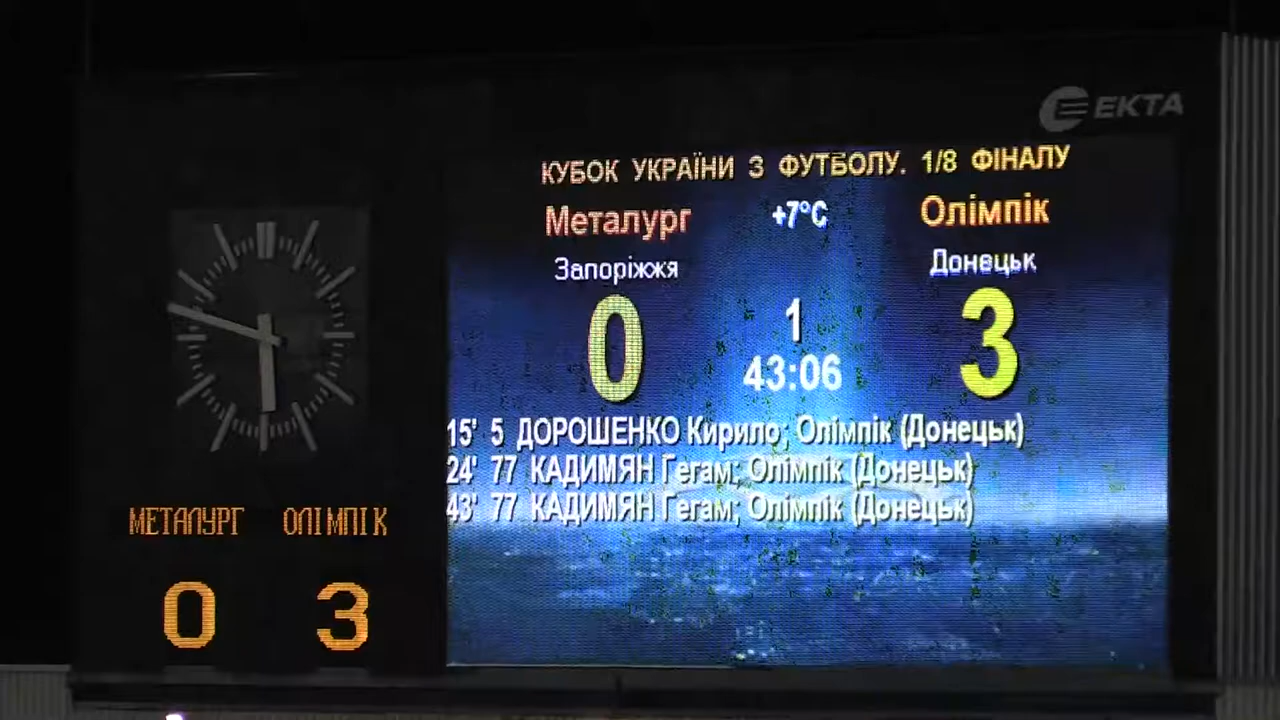 ЕКТА
КУБОК УКРАЇНИ З ФУТБОЛУ. 1/8 ФІНАЛУ
Металург +7°C Олімпік
Запоріжжя Донецьк
0 1 3
43:06
15' 5 ДОРОШЕНКО Кирило; Олімпік (Донецьк)
24' 77 КАДИМЯН Гегам; Олімпік (Донецьк)
43' 77 КАДИМЯН Гегам; Олімпік (Донецьк)
МЕТАЛУРГ ОЛІМПІК
0 3